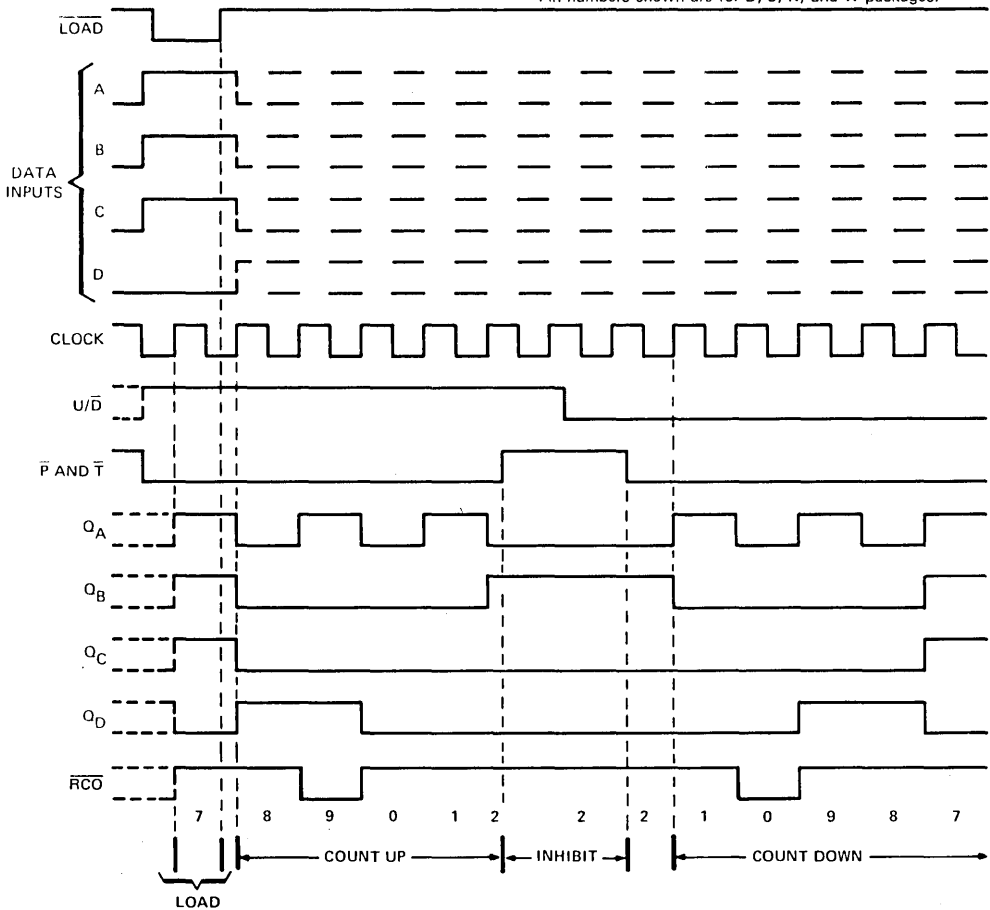 Pin numbers shown are for D, J, N, and W packages.
LOAD
A
B
DATA
INPUTS
C
D
CLOCK
U/D̅
P̅ AND T̅
QA
QB
QC
QD
R̅C̅O̅
7 8 9 0 1 2 2 2 1 0 9 8 7
COUNT UP INHIBIT COUNT DOWN
LOAD